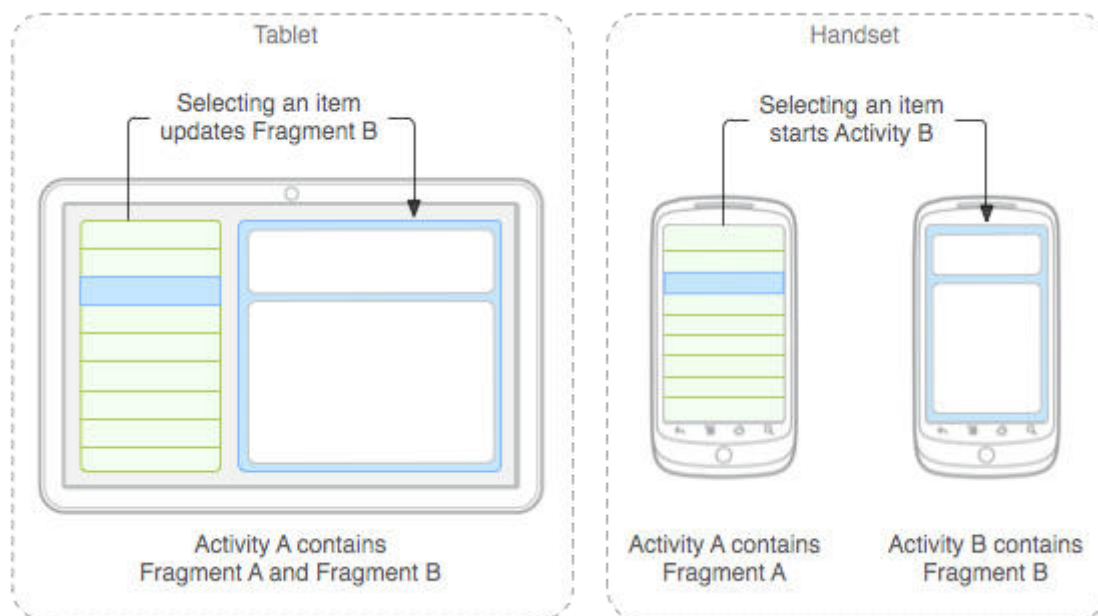 Tablet
Selecting an item
updates Fragment B
Activity A contains
Fragment A and Fragment B
Handset
Selecting an item
starts Activity B
Activity A contains
Fragment A
Activity B contains
Fragment B